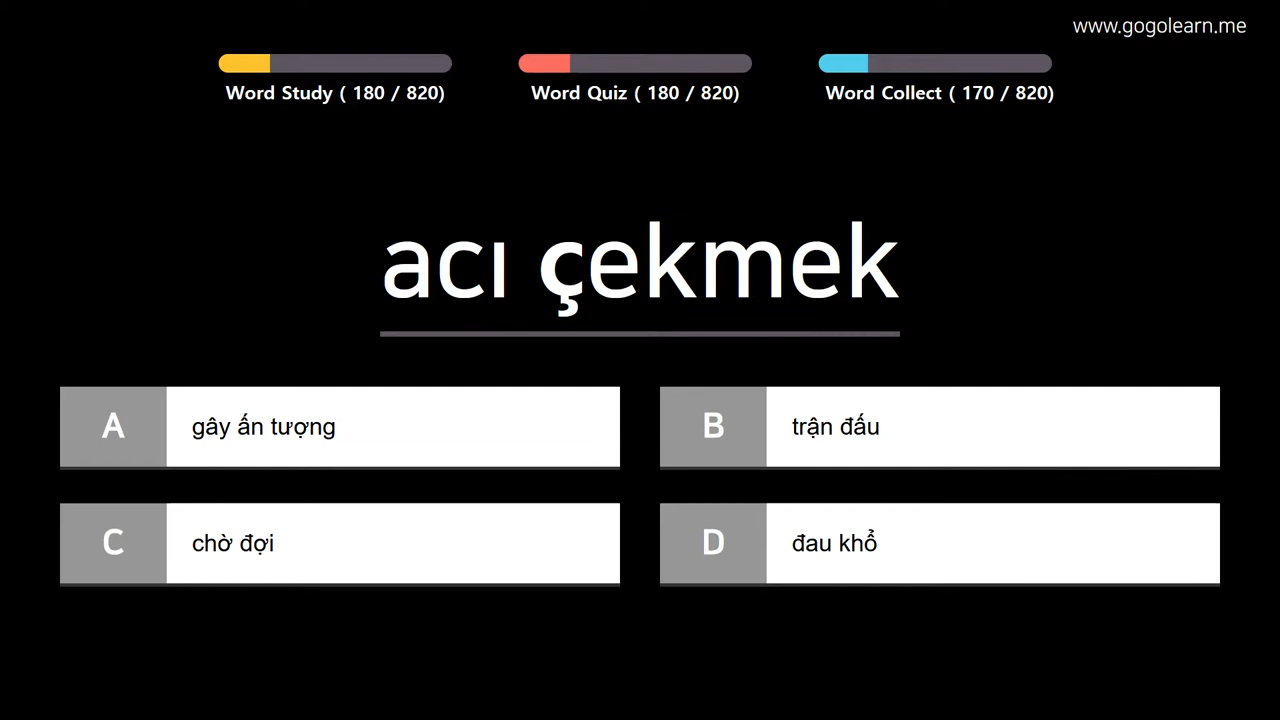 www.gogolearn.me
Word Study ( 180 / 820)
Word Quiz ( 180 / 820)
Word Collect ( 170 / 820)
acı çekmek
A
gây ấn tượng
B
trận đấu
C
chờ đợi
D
đau khổ